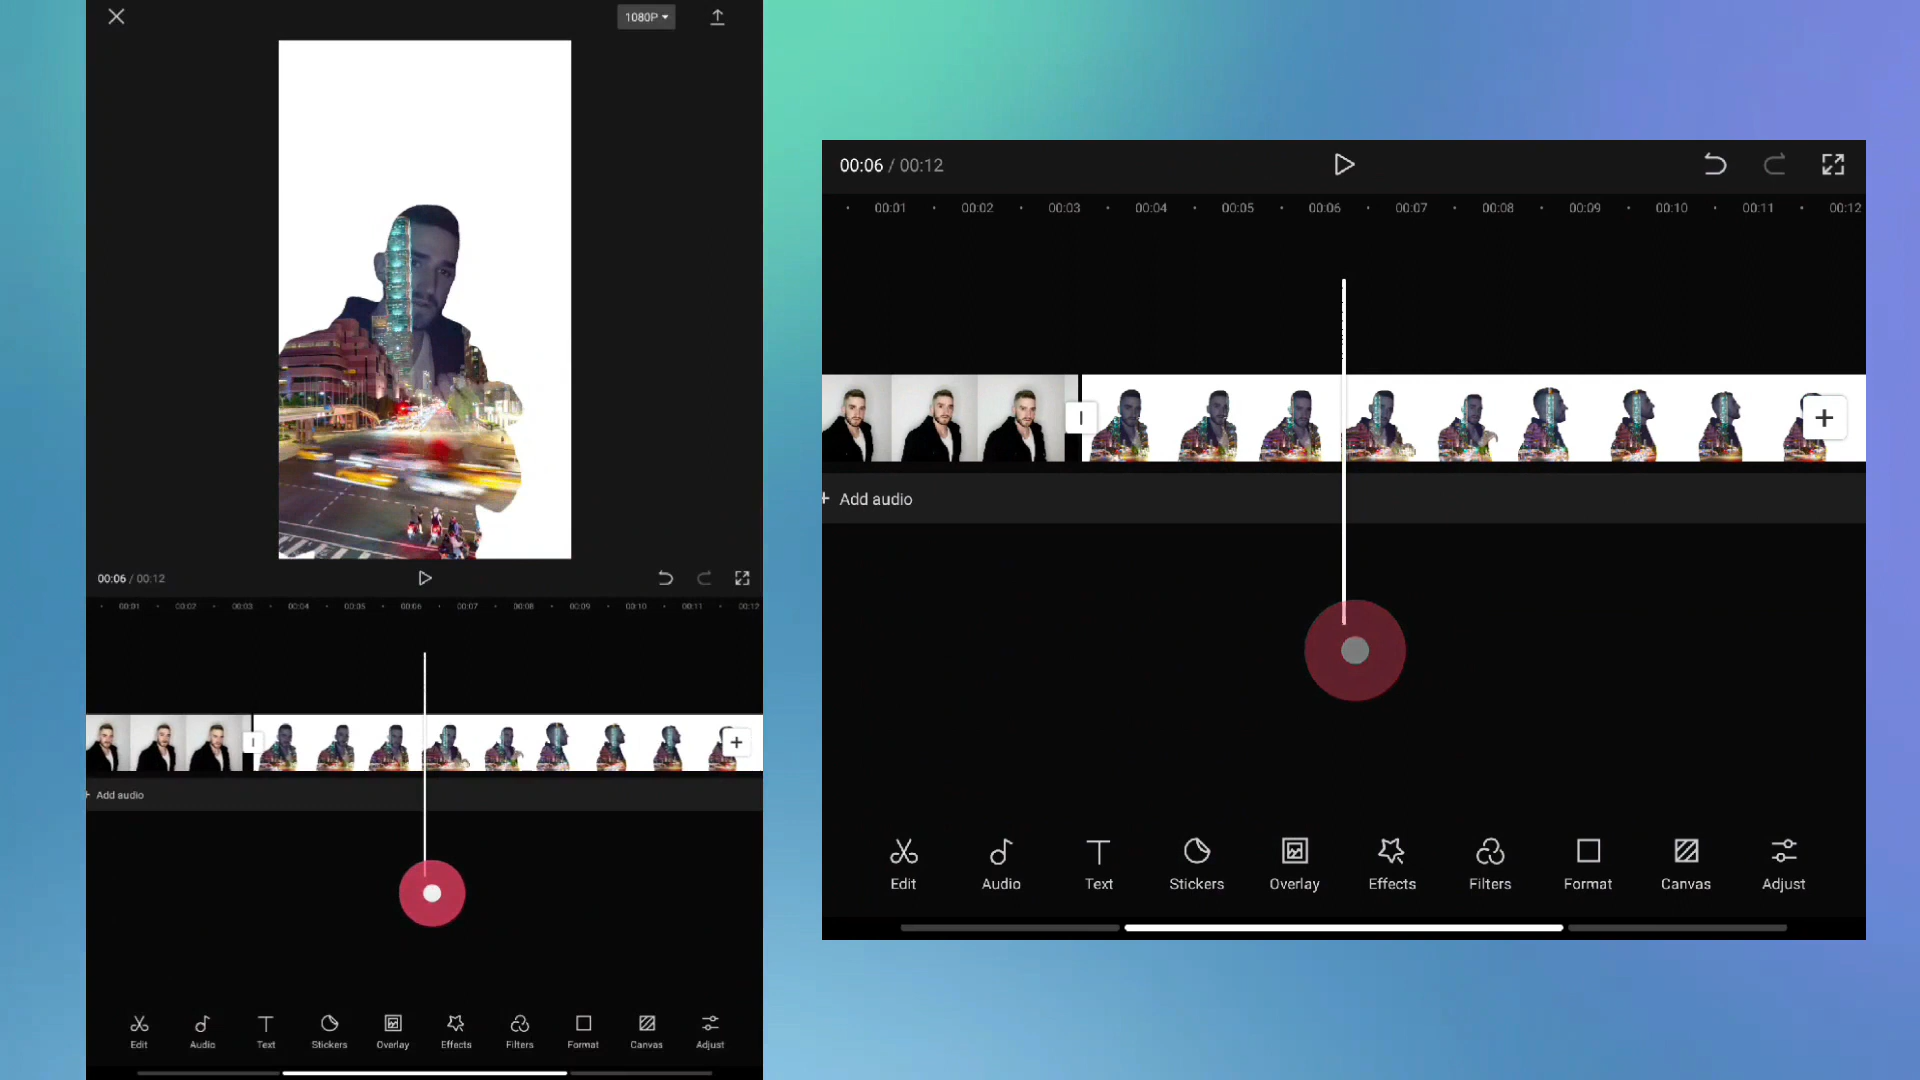 1080P
00:06 / 00:12
00:01 00:02 00:03 00:04 00:05 00:06 00:07 00:08 00:09 00:10 00:11 00:12
+ Add audio
Edit Audio Text Stickers Overlay Effects Filters Format Canvas Adjust
00:06 / 00:12
00:01 00:02 00:03 00:04 00:05 00:06 00:07 00:08 00:09 00:10 00:11 00:12
+ Add audio
Edit Audio Text Stickers Overlay Effects Filters Format Canvas Adjust